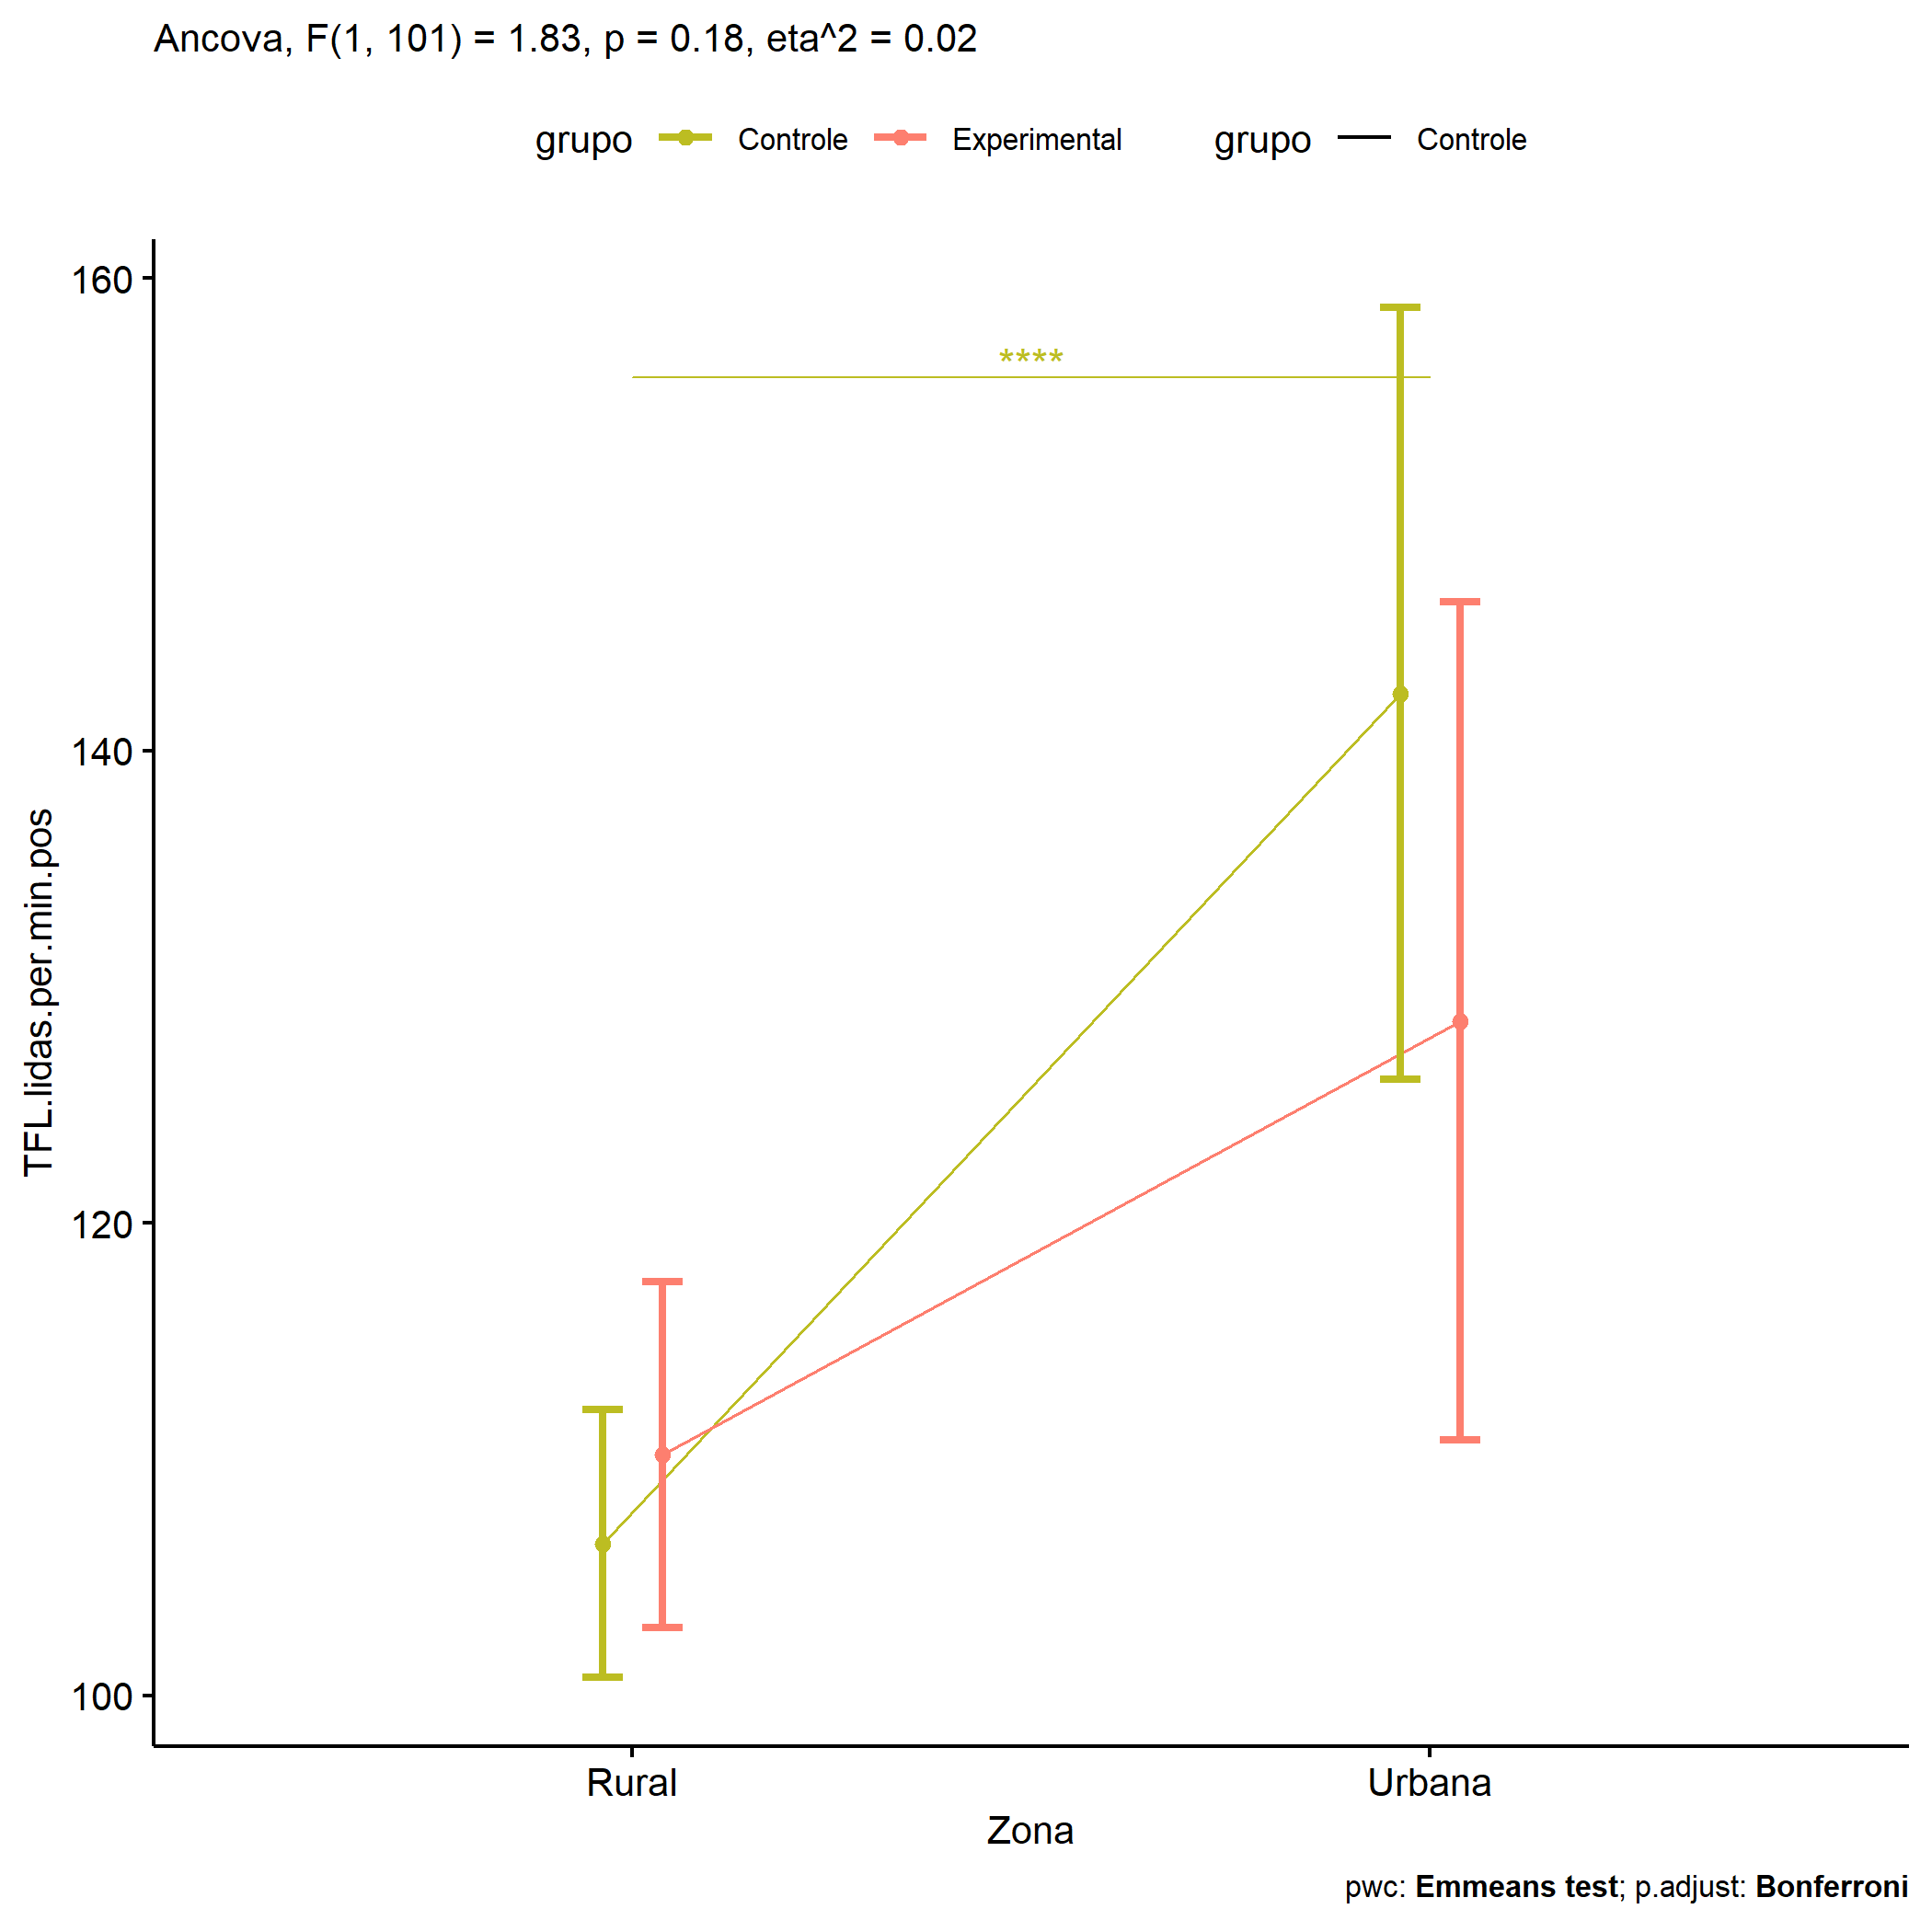 Ancova, F(1, 101) = 1.83, p = 0.18, eta^2 = 0.02
grupo Controle Experimental grupo Controle
160
****
140
TFL.lidas.per.min.pos
120
100
Rural Urbana
Zona
pwc: Emmeans test; p.adjust: Bonferroni